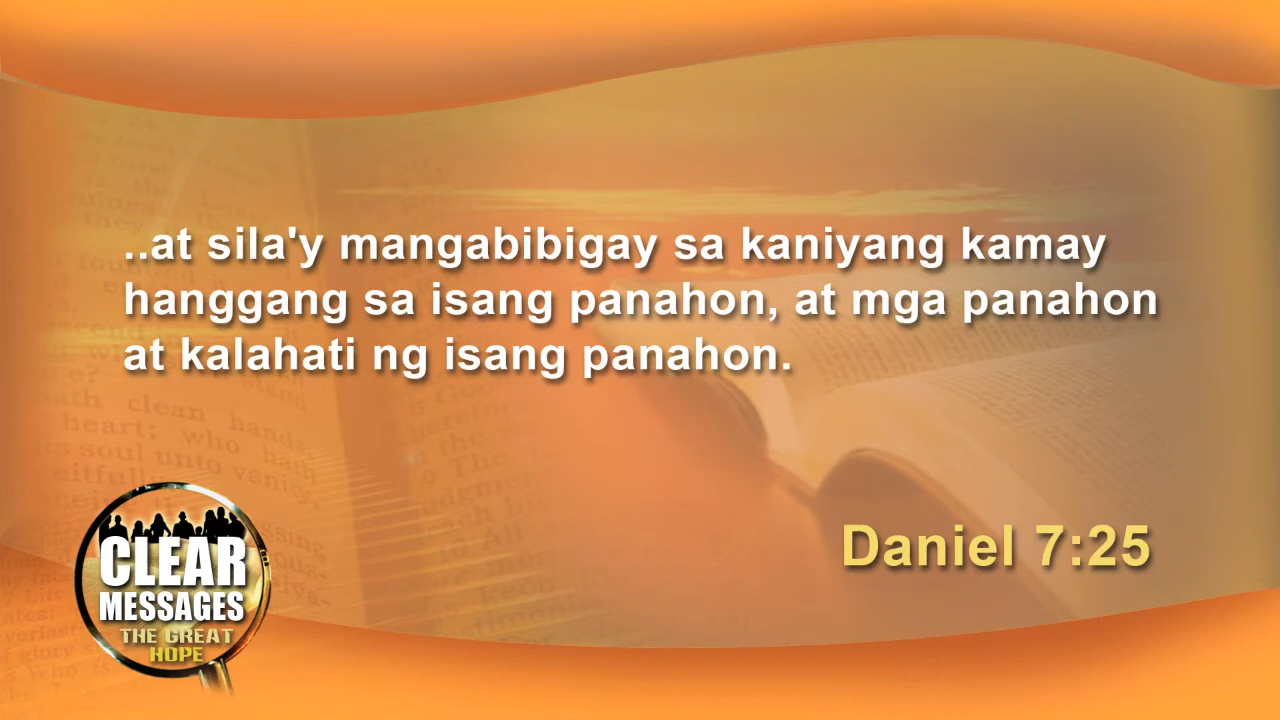 ..at sila'y mangabibigay sa kaniyang kamay
hanggang sa isang panahon, at mga panahon
at kalahati ng isang panahon.
Daniel 7:25
CLEAR
MESSAGES
THE GREAT
HOPE